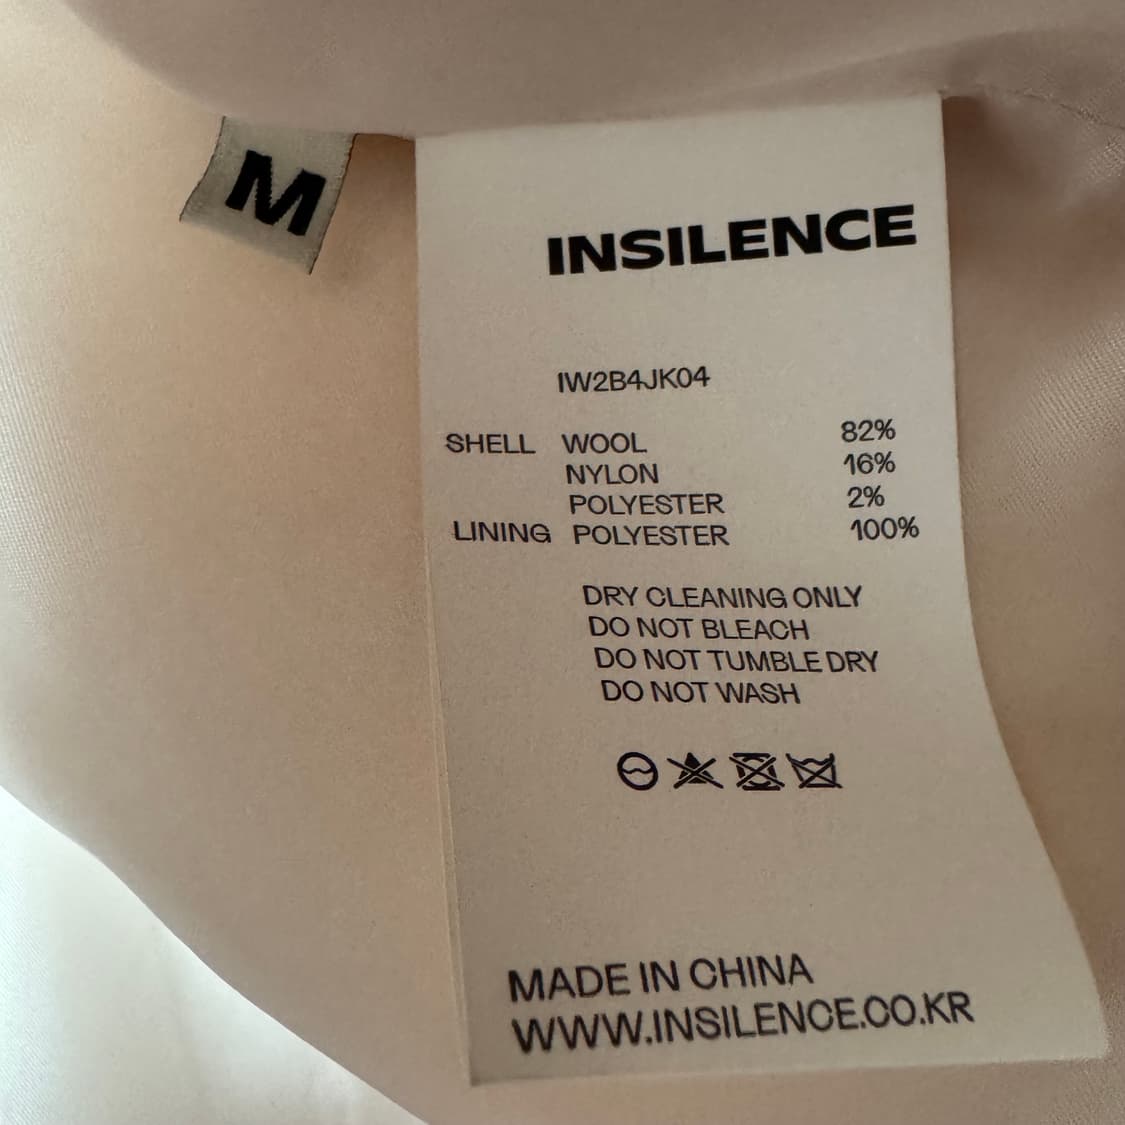 M
INSILENCE
IW2B4JK04
SHELL WOOL 82%
NYLON 16%
POLYESTER 2%
LINING POLYESTER 100%
DRY CLEANING ONLY
DO NOT BLEACH
DO NOT TUMBLE DRY
DO NOT WASH
MADE IN CHINA
WWW.INSILENCE.CO.KR